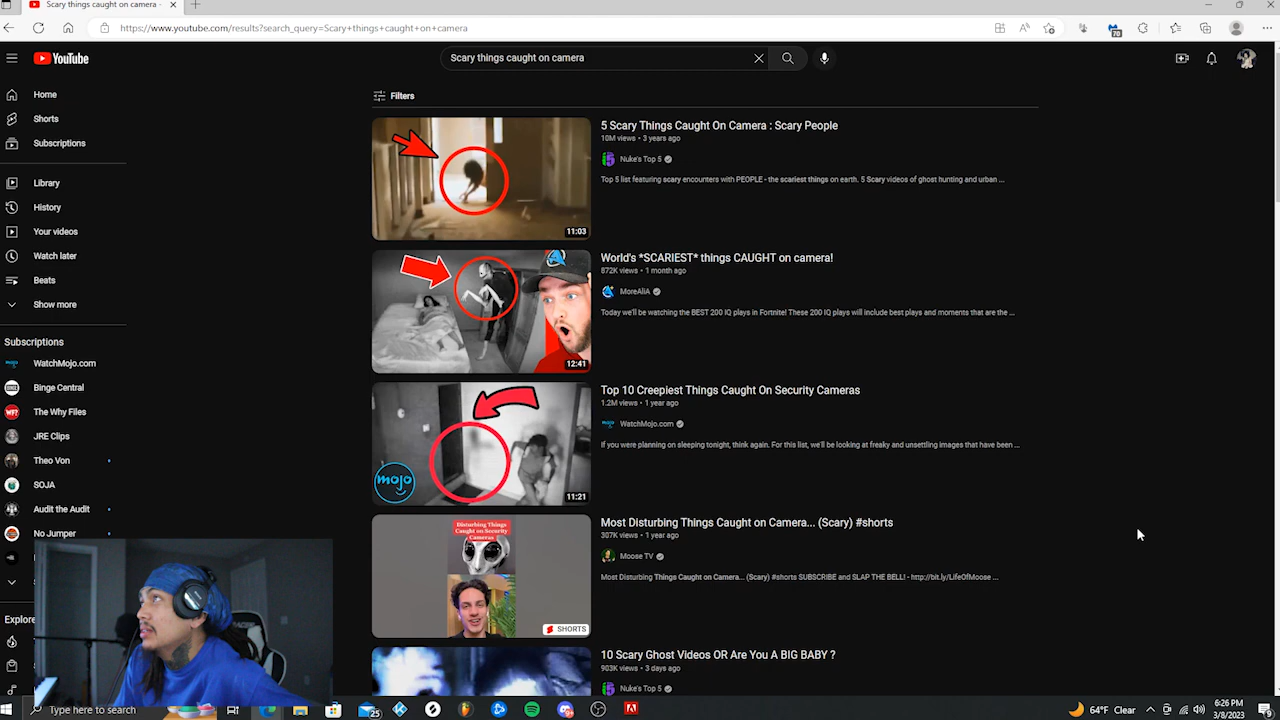 Scary things caught on camera -
https://www.youtube.com/results?search_query=Scary+things+caught+on+camera
70
YouTube
Scary things caught on camera
Home
Shorts
Subscriptions
Library
History
Your videos
Watch later
Beats
Show more
Subscriptions
WatchMojo.com
Binge Central
The Why Files
JRE Clips
Theo Von
SOJA
Audit the Audit
No Jumper
Explore
Filters
11:03
5 Scary Things Caught On Camera : Scary People
10M views • 3 years ago
Nuke's Top 5
Top 5 list featuring scary encounters with PEOPLE - the scariest things on earth. 5 Scary videos of ghost hunting and urban ...
12:41
World's *SCARIEST* things CAUGHT on camera!
872K views • 1 month ago
MoreAliA
Today we'll be watching the BEST 200 IQ plays in Fortnite! These 200 IQ plays will include best plays and moments that are the ...
mojo
11:21
Top 10 Creepiest Things Caught On Security Cameras
1.2M views • 1 year ago
WatchMojo.com
If you were planning on sleeping tonight, think again. For this list, we'll be looking at freaky and unsettling images that have been ...
Disturbing Things
Caught on Security
Cameras
SHORTS
Most Disturbing Things Caught on Camera... (Scary) #shorts
307K views • 1 year ago
Moose TV
Most Disturbing Things Caught on Camera... (Scary) #shorts SUBSCRIBE and SLAP THE BELL! - http://bit.ly/LifeOfMoose ...
10 Scary Ghost Videos OR Are You A BIG BABY ?
903K views • 3 days ago
Nuke's Top 5
Type here to search
25
64°F Clear
6:26 PM
3/8/2023